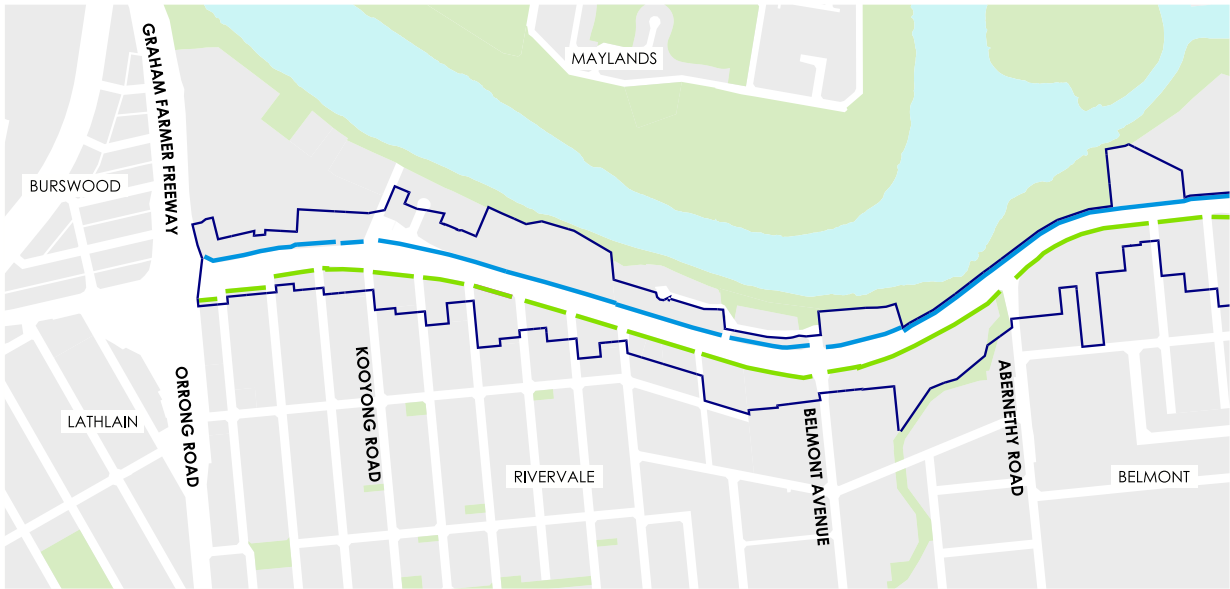 GRAHAM FARMER FREEWAY
MAYLANDS
BURSWOOD
LATHLAIN
ORRONG ROAD
KOOYONG ROAD
RIVERVALE
BELMONT AVENUE
ABERNETHY ROAD
BELMONT